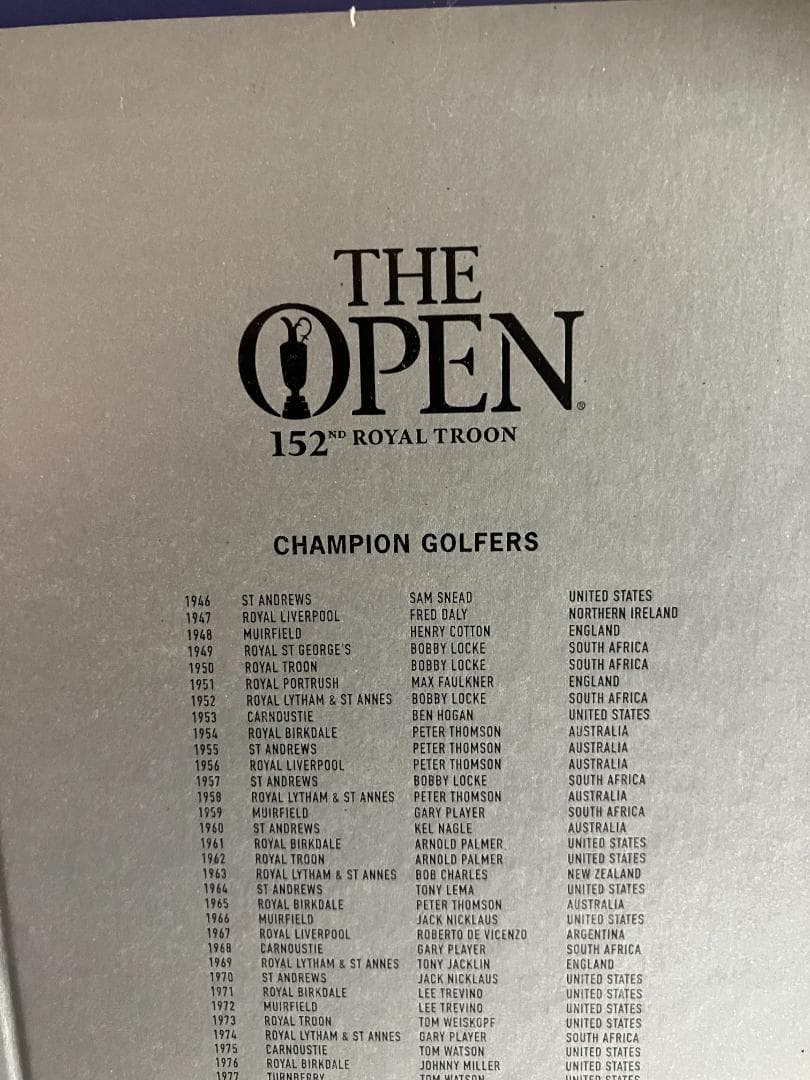 THE
OPEN®
152ND ROYAL TROON
CHAMPION GOLFERS
1946 ST ANDREWS SAM SNEAD UNITED STATES
1947 ROYAL LIVERPOOL FRED DALY NORTHERN IRELAND
1948 MUIRFIELD HENRY COTTON ENGLAND
1949 ROYAL ST GEORGE'S BOBBY LOCKE SOUTH AFRICA
1950 ROYAL TROON BOBBY LOCKE SOUTH AFRICA
1951 ROYAL PORTRUSH MAX FAULKNER ENGLAND
1952 ROYAL LYTHAM & ST ANNES BOBBY LOCKE SOUTH AFRICA
1953 CARNOUSTIE BEN HOGAN UNITED STATES
1954 ROYAL BIRKDALE PETER THOMSON AUSTRALIA
1955 ST ANDREWS PETER THOMSON AUSTRALIA
1956 ROYAL LIVERPOOL PETER THOMSON AUSTRALIA
1957 ST ANDREWS BOBBY LOCKE SOUTH AFRICA
1958 ROYAL LYTHAM & ST ANNES PETER THOMSON AUSTRALIA
1959 MUIRFIELD GARY PLAYER SOUTH AFRICA
1960 ST ANDREWS KEL NAGLE AUSTRALIA
1961 ROYAL BIRKDALE ARNOLD PALMER UNITED STATES
1962 ROYAL TROON ARNOLD PALMER UNITED STATES
1963 ROYAL LYTHAM & ST ANNES BOB CHARLES NEW ZEALAND
1964 ST ANDREWS TONY LEMA UNITED STATES
1965 ROYAL BIRKDALE PETER THOMSON AUSTRALIA
1966 MUIRFIELD JACK NICKLAUS UNITED STATES
1967 ROYAL LIVERPOOL ROBERTO DE VICENZO ARGENTINA
1968 CARNOUSTIE GARY PLAYER SOUTH AFRICA
1969 ROYAL LYTHAM & ST ANNES TONY JACKLIN ENGLAND
1970 ST ANDREWS JACK NICKLAUS UNITED STATES
1971 ROYAL BIRKDALE LEE TREVINO UNITED STATES
1972 MUIRFIELD LEE TREVINO UNITED STATES
1973 ROYAL TROON TOM WEISKOPF UNITED STATES
1974 ROYAL LYTHAM & ST ANNES GARY PLAYER SOUTH AFRICA
1975 CARNOUSTIE TOM WATSON UNITED STATES
1976 ROYAL BIRKDALE JOHNNY MILLER UNITED STATES
1977 TURNBERRY TOM WATSON UNITED STATES